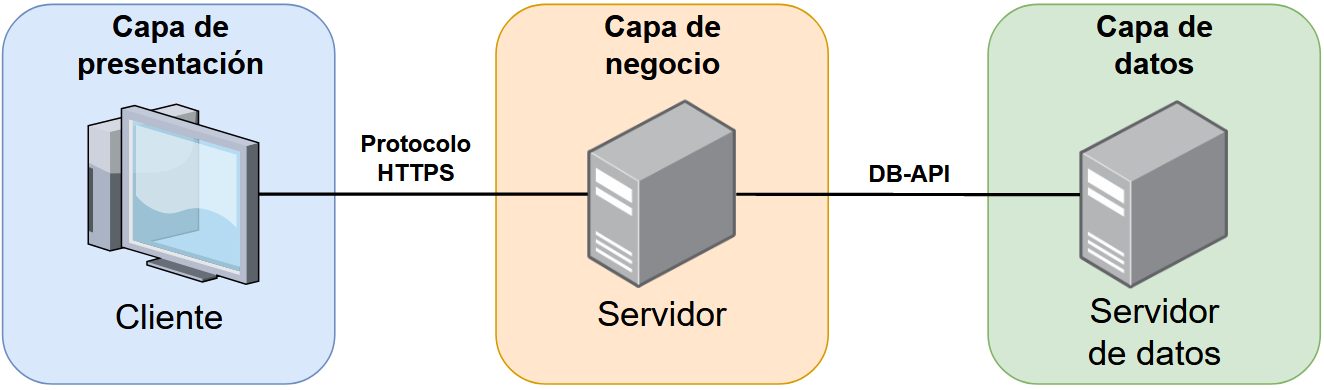 Capa de
presentación
Cliente
Protocolo
HTTPS
Capa de
negocio
Servidor
DB-API
Capa de
datos
Servidor
de datos